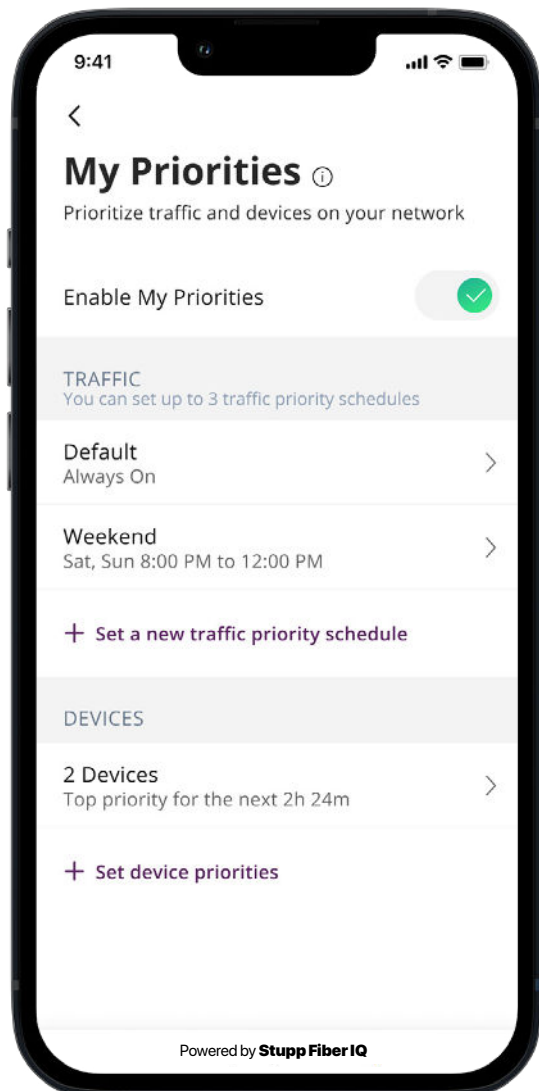 9:41
My Priorities
Prioritize traffic and devices on your network
Enable My Priorities
TRAFFIC
You can set up to 3 traffic priority schedules
Default
Always On
Weekend
Sat, Sun 8:00 PM to 12:00 PM
+ Set a new traffic priority schedule
DEVICES
2 Devices
Top priority for the next 2h 24m
+ Set device priorities
Powered by Stupp Fiber IQ